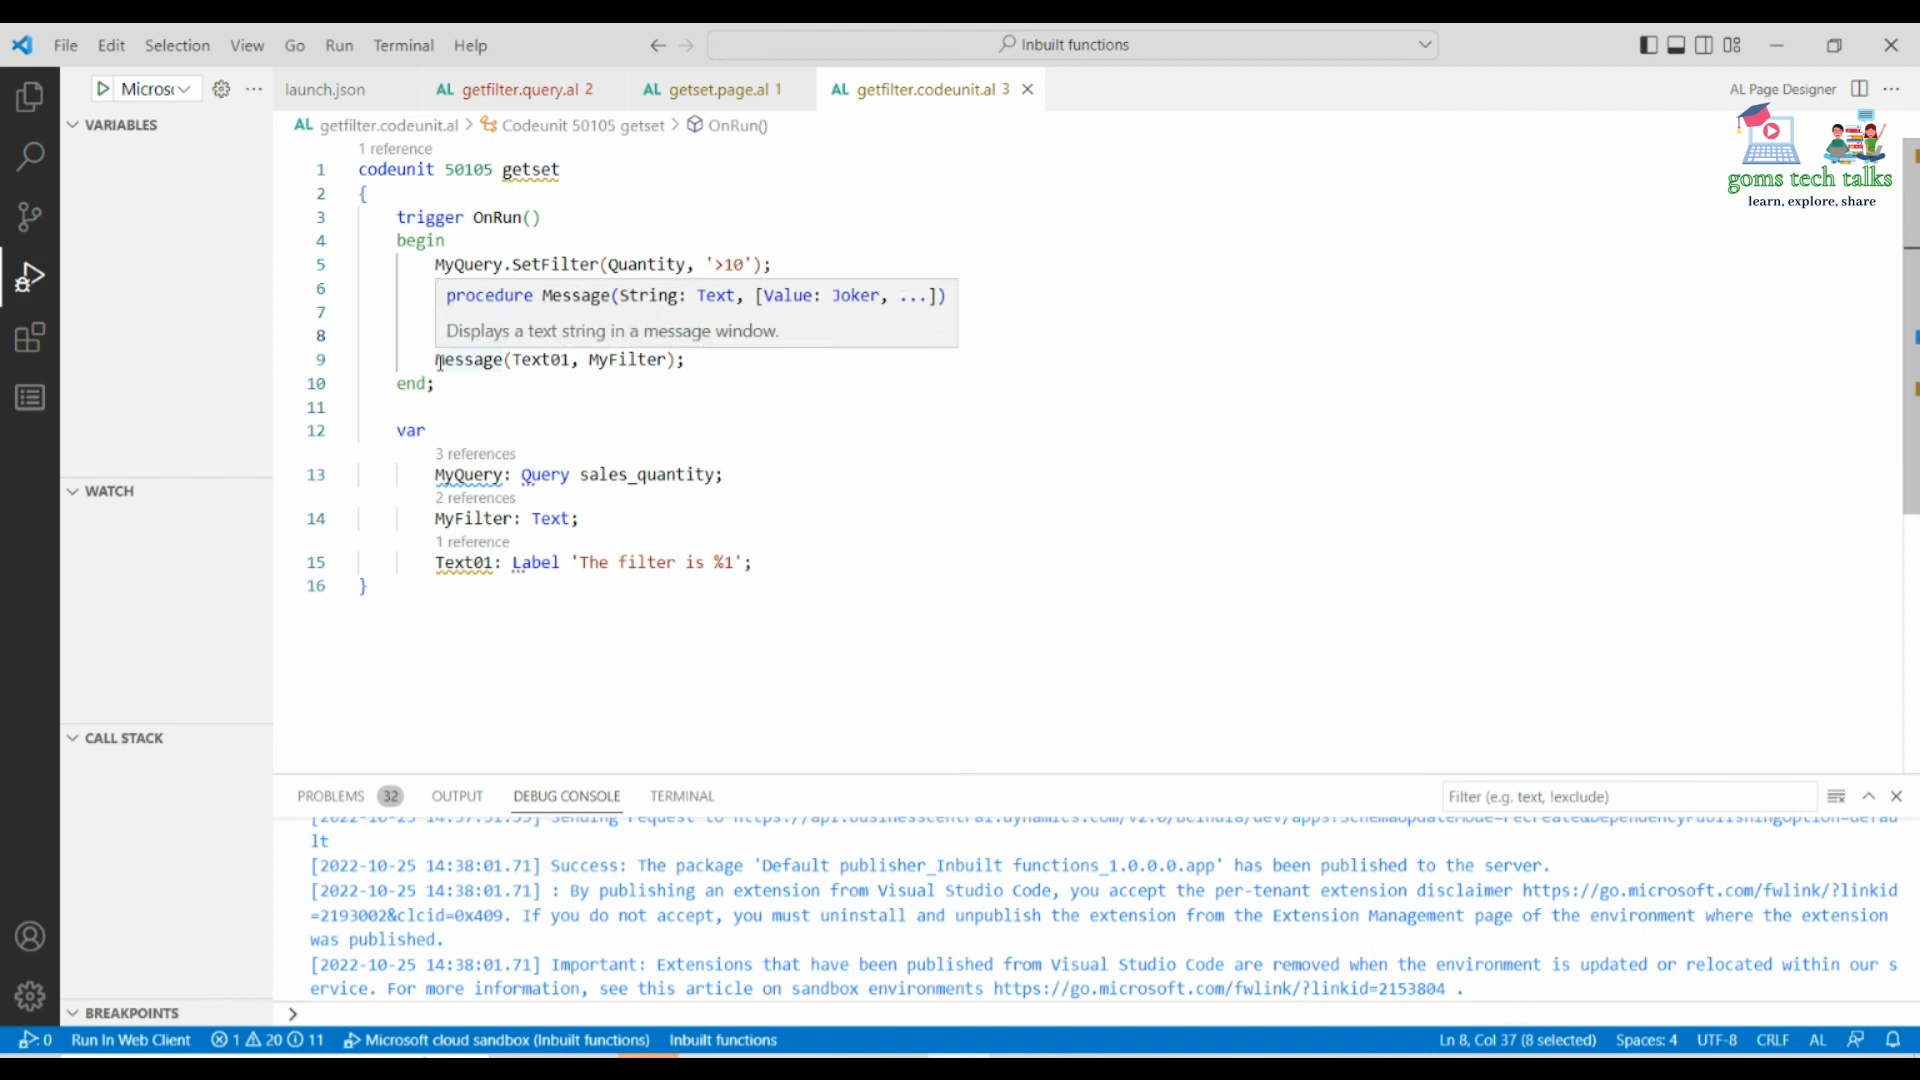 File Edit Selection View Go Run Terminal Help
Inbuilt functions
Micros
launch.json
AL getfilter.query.al 2
AL getset.page.al 1
AL getfilter.codeunit.al 3
AL Page Designer
VARIABLES
AL getfilter.codeunit.al > Codeunit 50105 getset > OnRun()
goms tech talks
learn, explore, share
1 reference
1 codeunit 50105 getset
2 {
3 trigger OnRun()
4 begin
5 MyQuery.SetFilter(Quantity, '>10');
6
procedure Message(String: Text, [Value: Joker, ...])
7
Displays a text string in a message window.
8
9 message(Text01, MyFilter);
10 end;
11
12 var
3 references
13 MyQuery: Query sales_quantity;
2 references
14 MyFilter: Text;
1 reference
15 Text01: Label 'The filter is %1';
16 }
WATCH
CALL STACK
BREAKPOINTS
PROBLEMS 32 OUTPUT DEBUG CONSOLE TERMINAL
Filter (e.g. text, !exclude)
lt
[2022-10-25 14:38:01.71] Success: The package 'Default publisher_Inbuilt functions_1.0.0.0.app' has been published to the server.
[2022-10-25 14:38:01.71] : By publishing an extension from Visual Studio Code, you accept the per-tenant extension disclaimer https://go.microsoft.com/fwlink/?linkid
=2193002&clcid=0x409. If you do not accept, you must uninstall and unpublish the extension from the Extension Management page of the environment where the extension
was published.
[2022-10-25 14:38:01.71] Important: Extensions that have been published from Visual Studio Code are removed when the environment is updated or relocated within our s
ervice. For more information, see this article on sandbox environments https://go.microsoft.com/fwlink/?linkid=2153804 .
0 Run In Web Client 1 20 11 Microsoft cloud sandbox (Inbuilt functions) Inbuilt functions
Ln 8, Col 37 (8 selected) Spaces: 4 UTF-8 CRLF AL